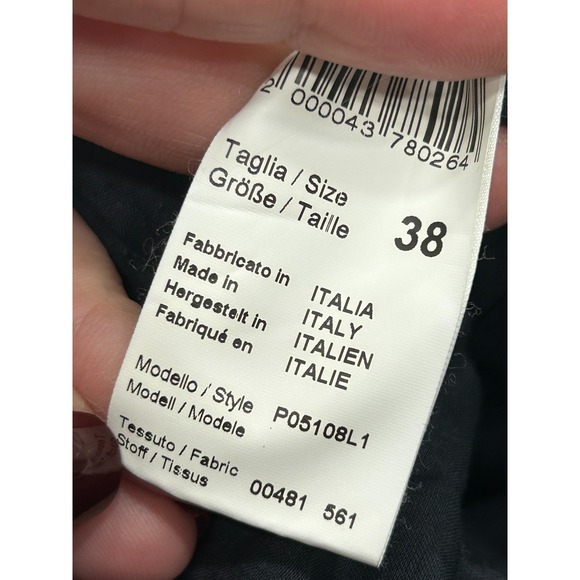 2 000043 780264
Taglia / Size
Größe / Taille 38
Fabbricato in ITALIA
Made in ITALY
Hergestelt in ITALIEN
Fabriqué en ITALIE
Modello / Style
Modell / Modele P05108L1
Tessuto / Fabric
Stoff / Tissus 00481 561